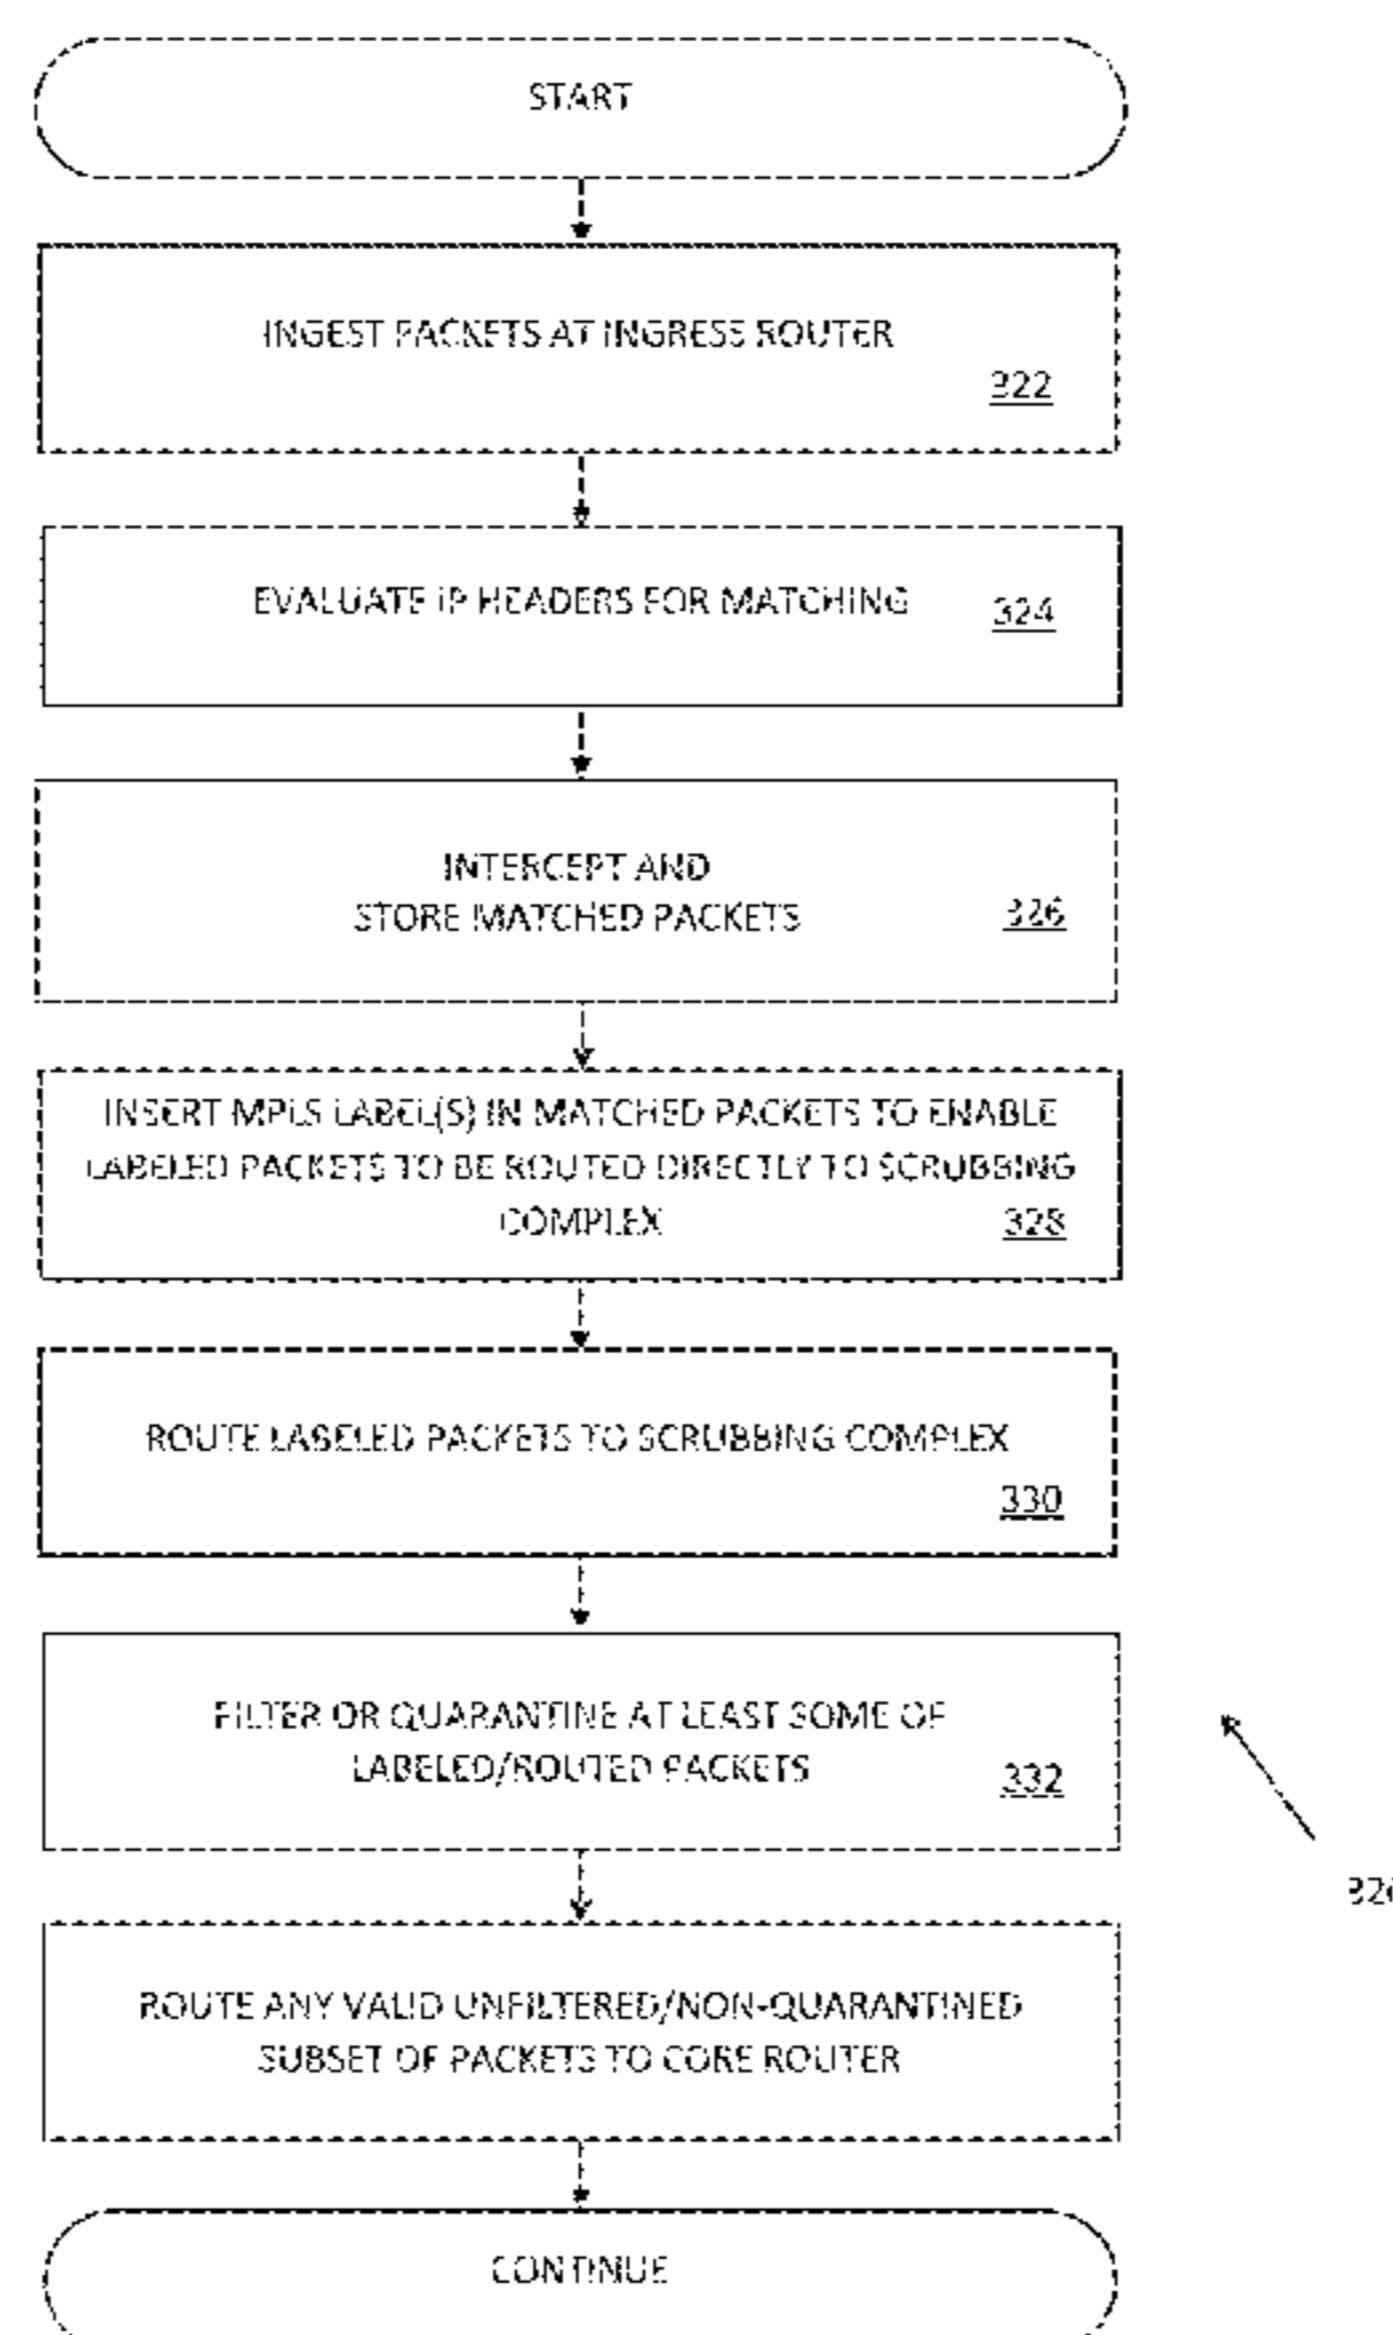 START
INGEST PACKETS AT INGRESS ROUTER
322
EVALUATE IP HEADERS FOR MATCHING
324
INTERCEPT AND
STORE MATCHED PACKETS
326
INSERT MPLS LABEL(S) IN MATCHED PACKETS TO ENABLE
LABELED PACKETS TO BE ROUTED DIRECTLY TO SCRUBBING
COMPLEX
328
ROUTE LABELED PACKETS TO SCRUBBING COMPLEX
330
FILTER OR QUARANTINE AT LEAST SOME OF
LABELED/ROUTED PACKETS
332
ROUTE ANY VALID UNFILTERED/NON-QUARANTINED
SUBSET OF PACKETS TO CORE ROUTER
CONTINUE